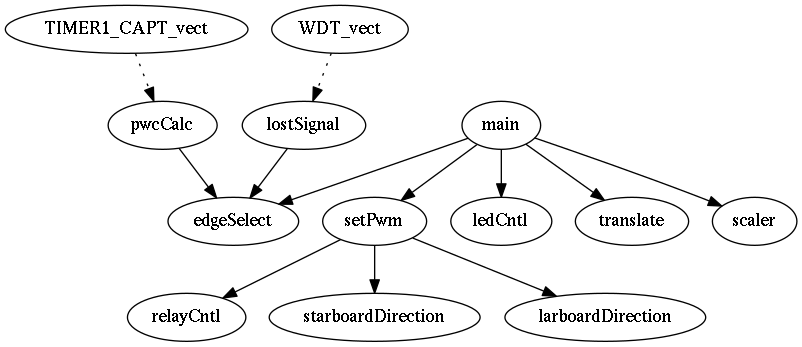 TIMER1_CAPT_vect
WDT_vect
pwcCalc
lostSignal
main
edgeSelect
setPwm
ledCntl
translate
scaler
relayCntl
starboardDirection
larboardDirection